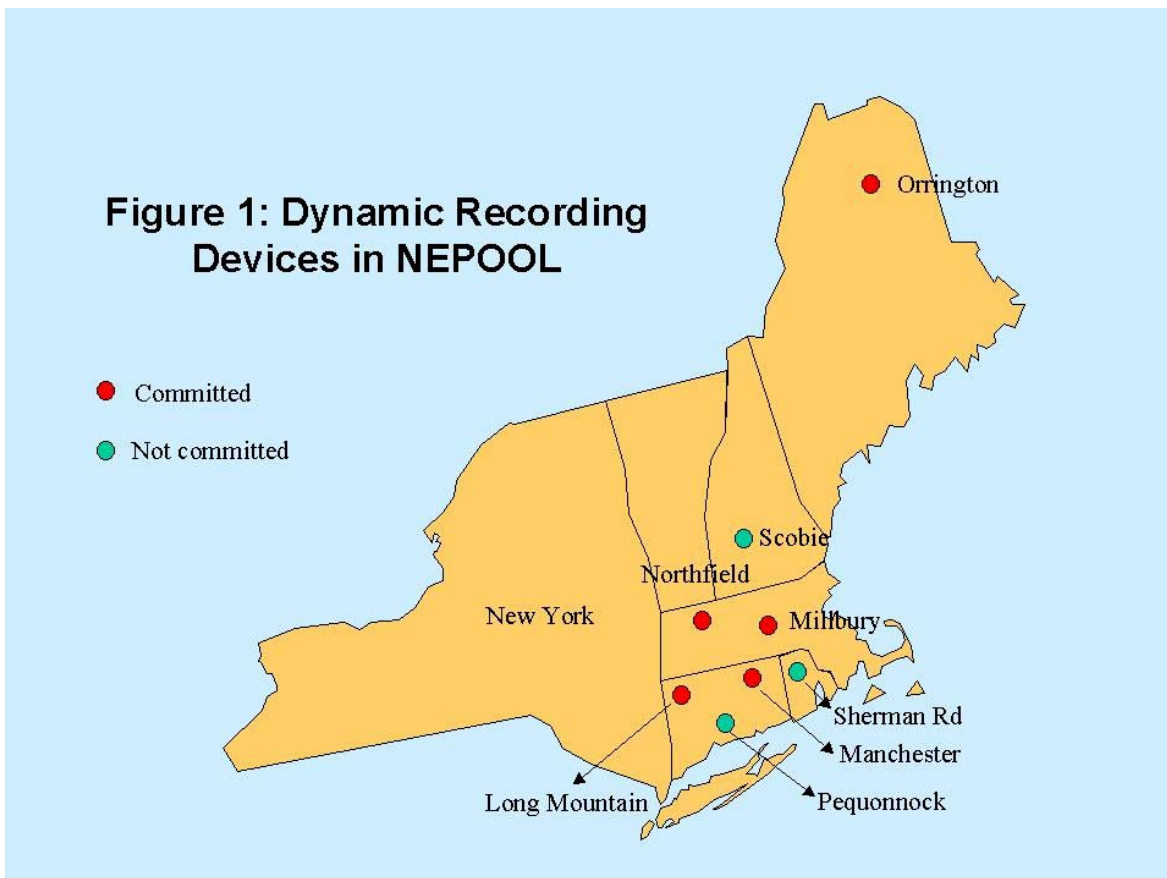 Orrington
Figure 1: Dynamic Recording
Devices in NEPOOL
Committed
Not committed
Scobie
Northfield
New York
Millbury
Sherman Rd
Manchester
Long Mountain
Pequonnock